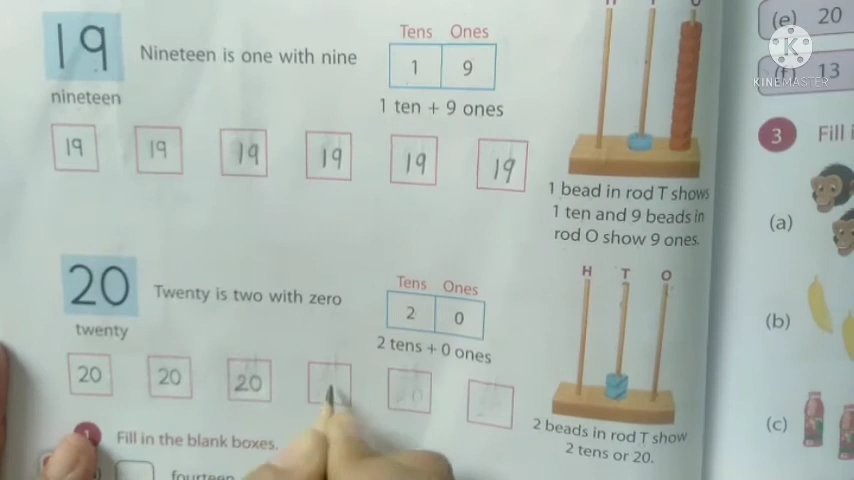 19
Nineteen is one with nine
nineteen
Tens Ones
1 9
1 ten + 9 ones
19 19 19 19 19 19
1 bead in rod T shows
1 ten and 9 beads in
rod O show 9 ones.
20
Twenty is two with zero
twenty
Tens Ones
2 0
2 tens + 0 ones
20 20 20
H T O
2 beads in rod T show
2 tens or 20.
1 Fill in the blank boxes.
fourteen
(e) 20
(f) 13
KINEMASTER
3 Fill
(a)
(b)
(c)